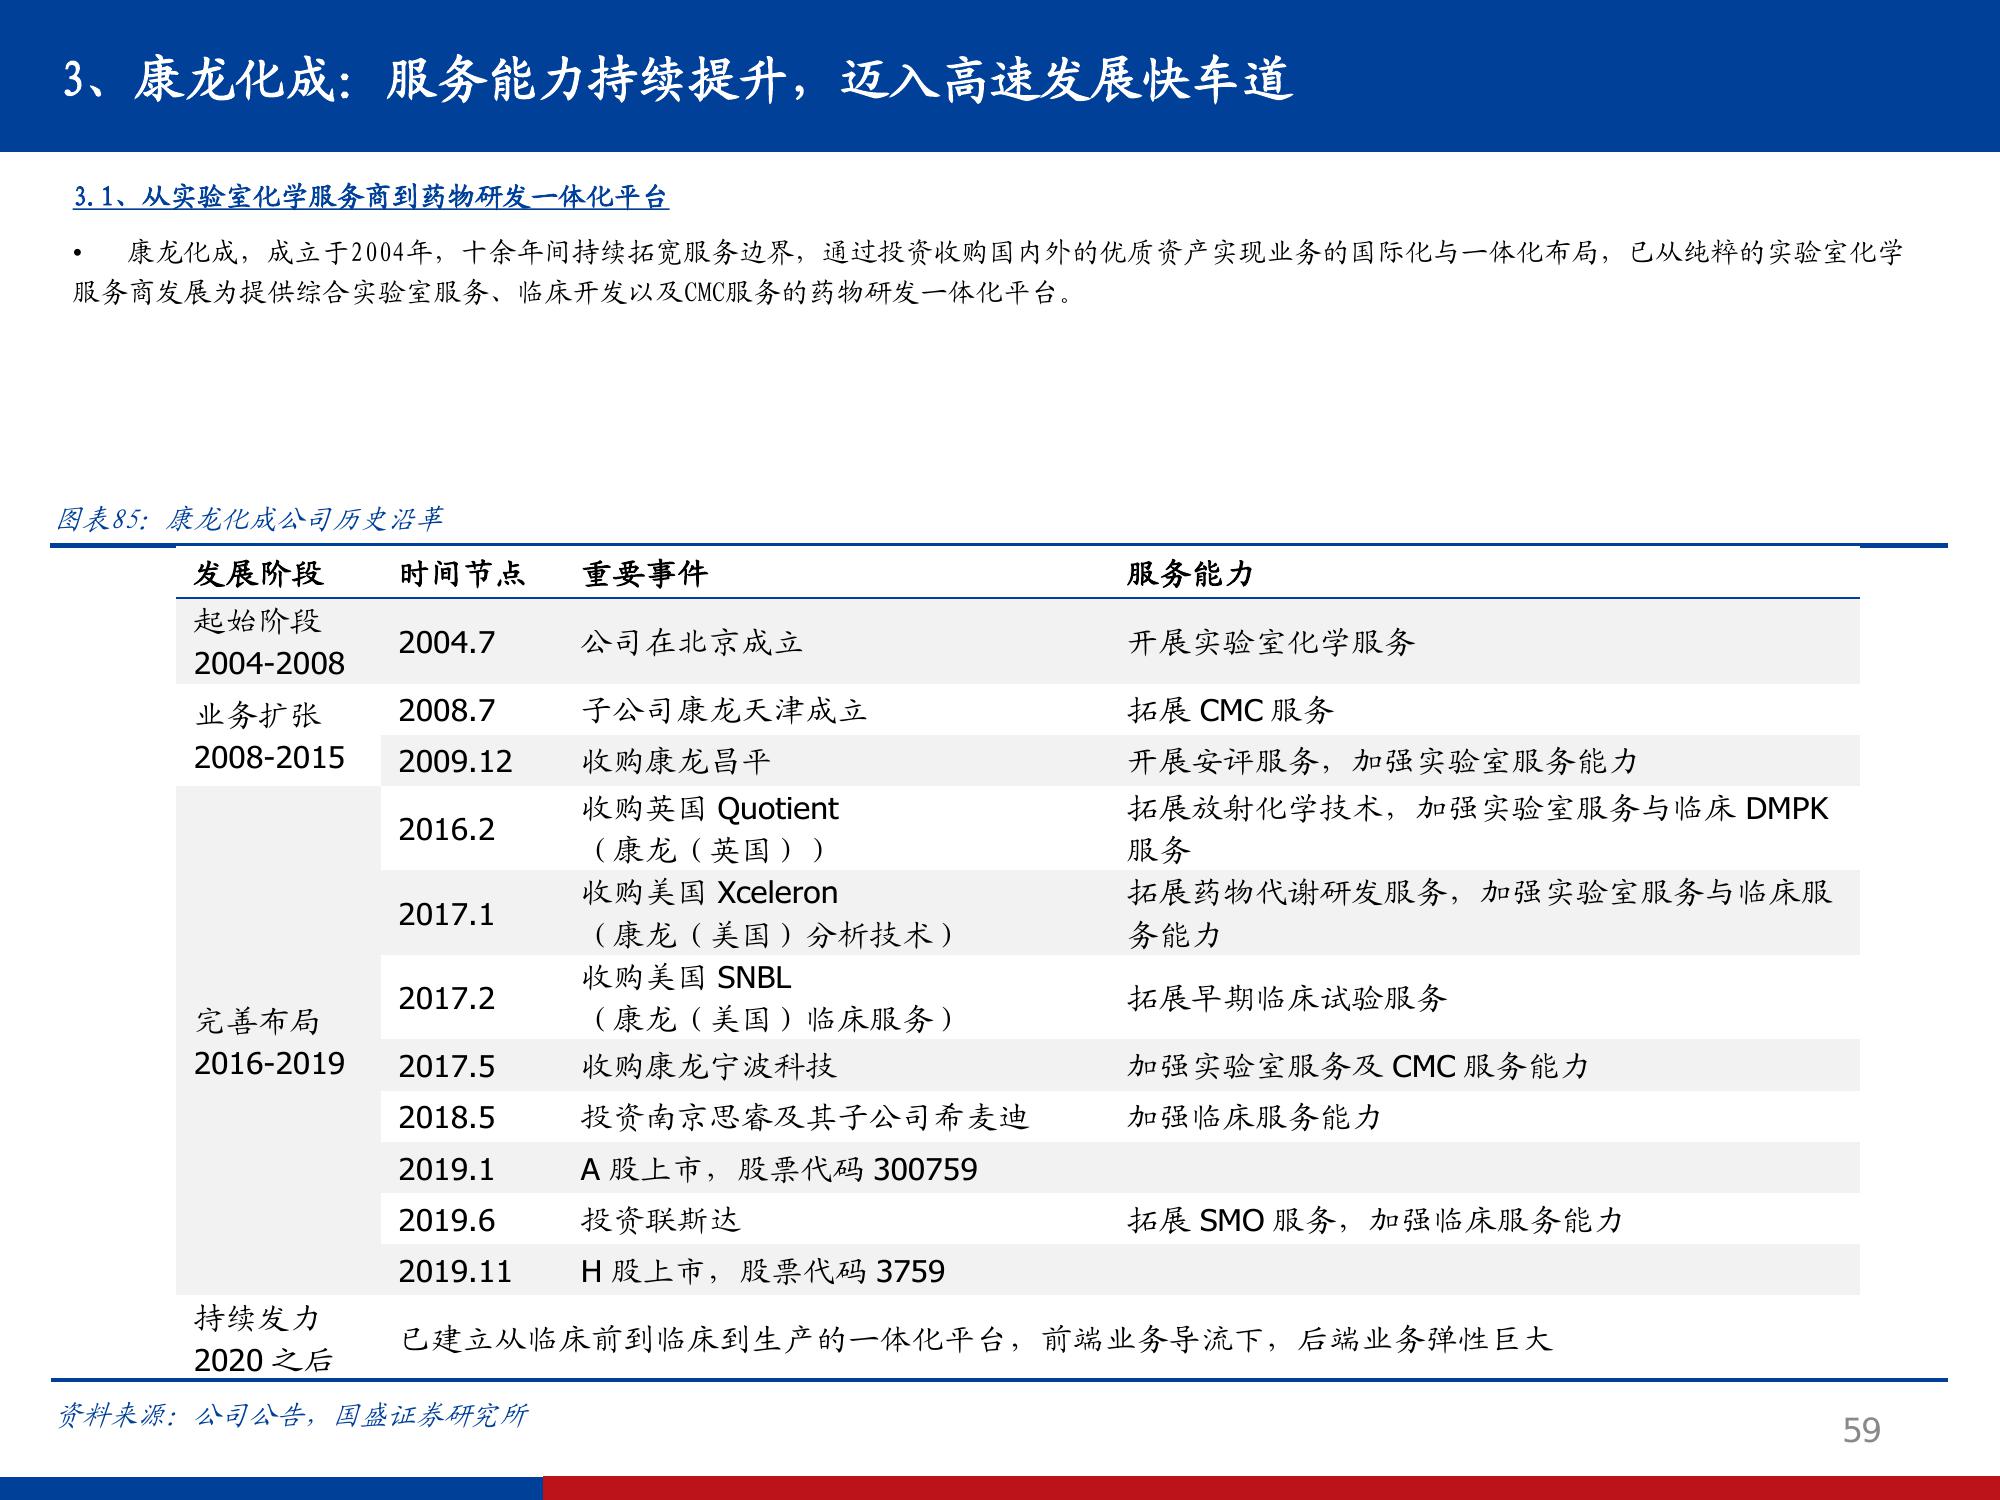 3、康龙化成：服务能力持续提升，迈入高速发展快车道
3.1、从实验室化学服务商到药物研发一体化平台
• 康龙化成，成立于2004年，十余年间持续拓宽服务边界，通过投资收购国内外的优质资产实现业务的国际化与一体化布局，已从纯粹的实验室化学
服务商发展为提供综合实验室服务、临床开发以及CMC服务的药物研发一体化平台。
图表85：康龙化成公司历史沿革
发展阶段 时间节点 重要事件 服务能力
起始阶段
2004-2008
2004.7 公司在北京成立 开展实验室化学服务
业务扩张
2008-2015
2008.7 子公司康龙天津成立 拓展 CMC 服务
2009.12 收购康龙昌平 开展安评服务，加强实验室服务能力
完善布局
2016-2019
2016.2
收购英国 Quotient
（康龙（英国））
拓展放射化学技术，加强实验室服务与临床 DMPK
服务
2017.1
收购美国 Xceleron
（康龙（美国）分析技术）
拓展药物代谢研发服务，加强实验室服务与临床服
务能力
2017.2
收购美国 SNBL
（康龙（美国）临床服务）
拓展早期临床试验服务
2017.5 收购康龙宁波科技 加强实验室服务及 CMC 服务能力
2018.5 投资南京思睿及其子公司希麦迪 加强临床服务能力
2019.1 A 股上市，股票代码 300759
2019.6 投资联斯达 拓展 SMO 服务，加强临床服务能力
2019.11 H 股上市，股票代码 3759
持续发力
2020 之后
已建立从临床前到临床到生产的一体化平台，前端业务导流下，后端业务弹性巨大
资料来源：公司公告，国盛证券研究所
59